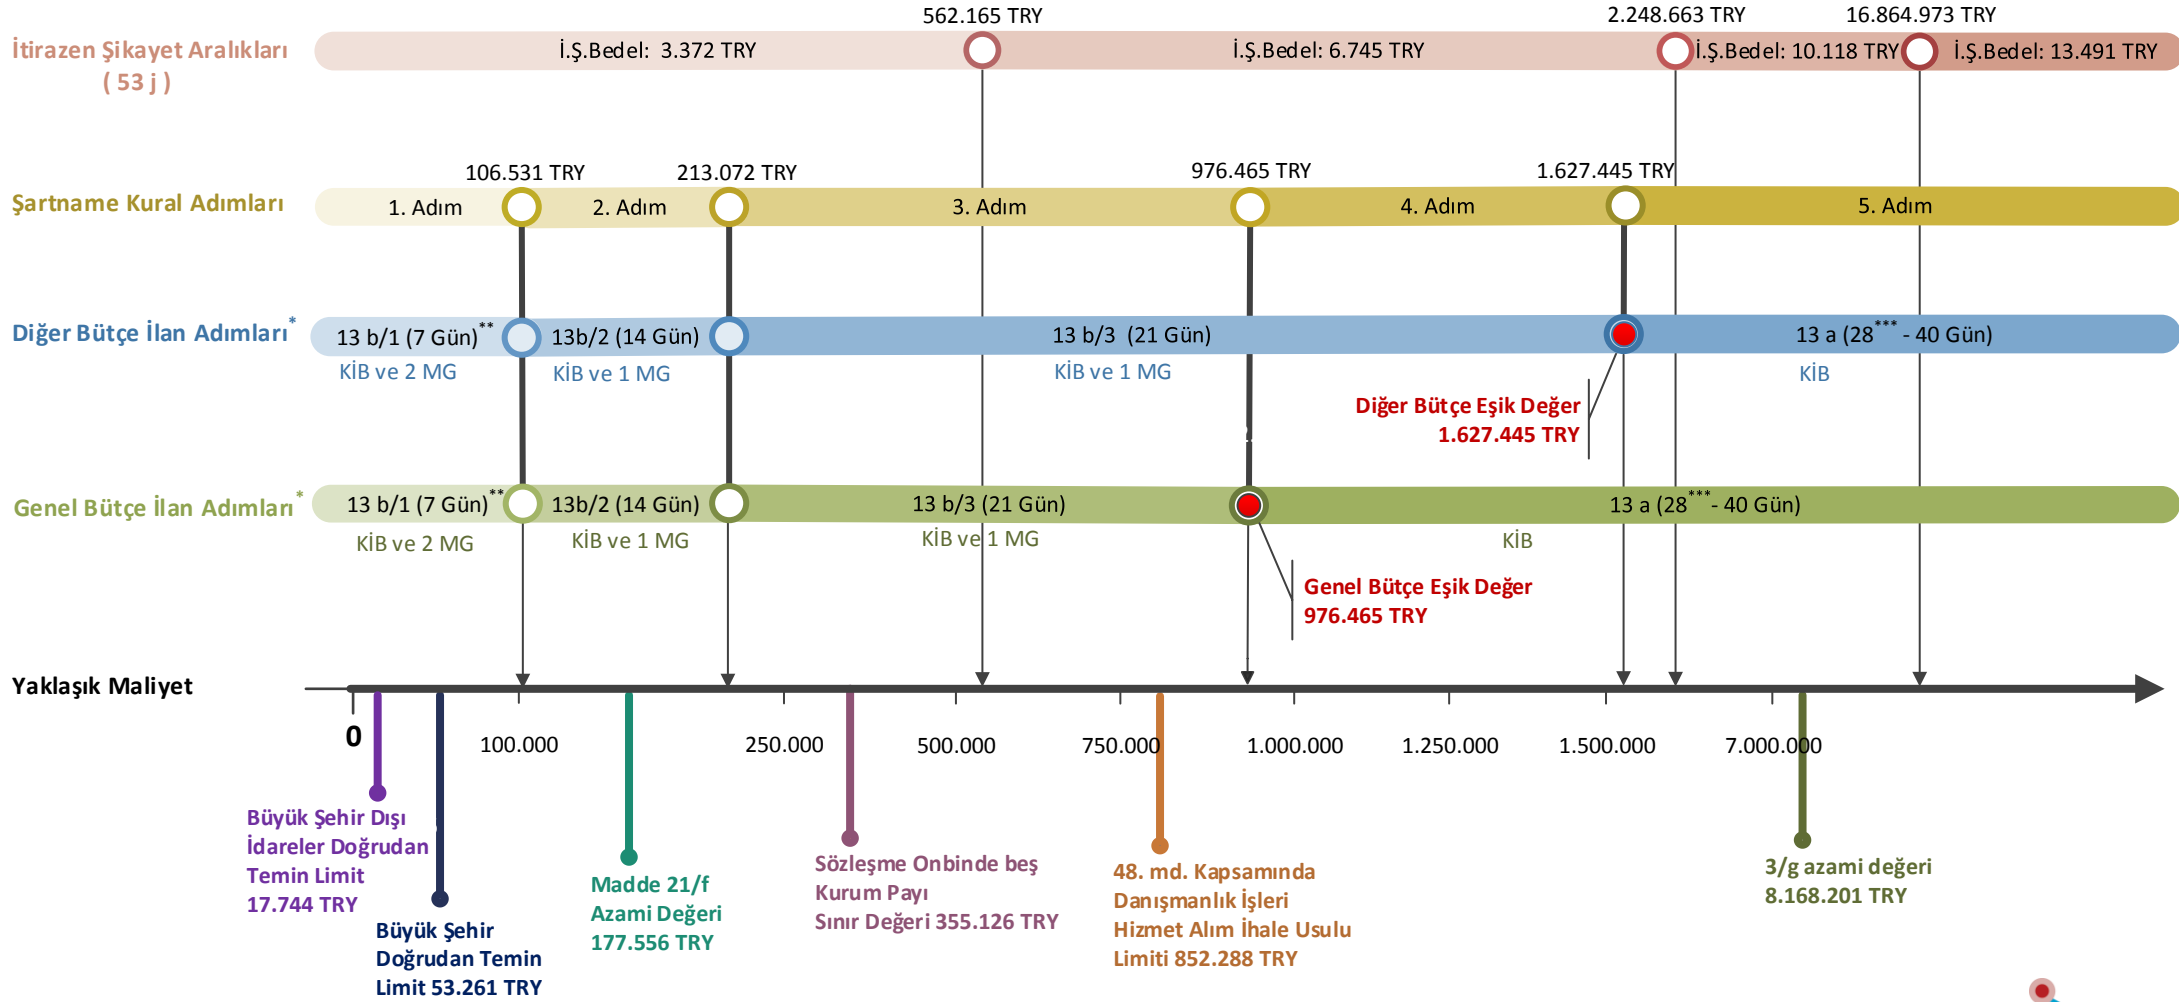 562.165 TRY
2.248.663 TRY
16.864.973 TRY
İtirazen Şikayet Aralıkları
( 53 j )
İ.Ş.Bedel: 3.372 TRY
İ.Ş.Bedel: 6.745 TRY
İ.Ş.Bedel: 10.118 TRY
İ.Ş.Bedel: 13.491 TRY
106.531 TRY
213.072 TRY
976.465 TRY
1.627.445 TRY
Şartname Kural Adımları
1. Adım
2. Adım
3. Adım
4. Adım
5. Adım
Diğer Bütçe İlan Adımları*
13 b/1 (7 Gün)**
13b/2 (14 Gün)
13 b/3 (21 Gün)
13 a (28*** - 40 Gün)
KİB ve 2 MG
KİB ve 1 MG
KİB ve 1 MG
KİB
Diğer Bütçe Eşik Değer
1.627.445 TRY
Genel Bütçe İlan Adımları*
13 b/1 (7 Gün)**
13b/2 (14 Gün)
13 b/3 (21 Gün)
13 a (28*** - 40 Gün)
KİB ve 2 MG
KİB ve 1 MG
KİB ve 1 MG
KİB
Genel Bütçe Eşik Değer
976.465 TRY
Yaklaşık Maliyet
0
100.000
250.000
500.000
750.000
1.000.000
1.250.000
1.500.000
7.000.000
Büyük Şehir Dışı
İdareler Doğrudan
Temin Limit
17.744 TRY
Büyük Şehir
Doğrudan Temin
Limit 53.261 TRY
Madde 21/f
Azami Değeri
177.556 TRY
Sözleşme Onbinde beş
Kurum Payı
Sınır Değeri 355.126 TRY
48. md. Kapsamında
Danışmanlık İşleri
Hizmet Alım İhale Usulu
Limiti 852.288 TRY
3/g azami değeri
8.168.201 TRY